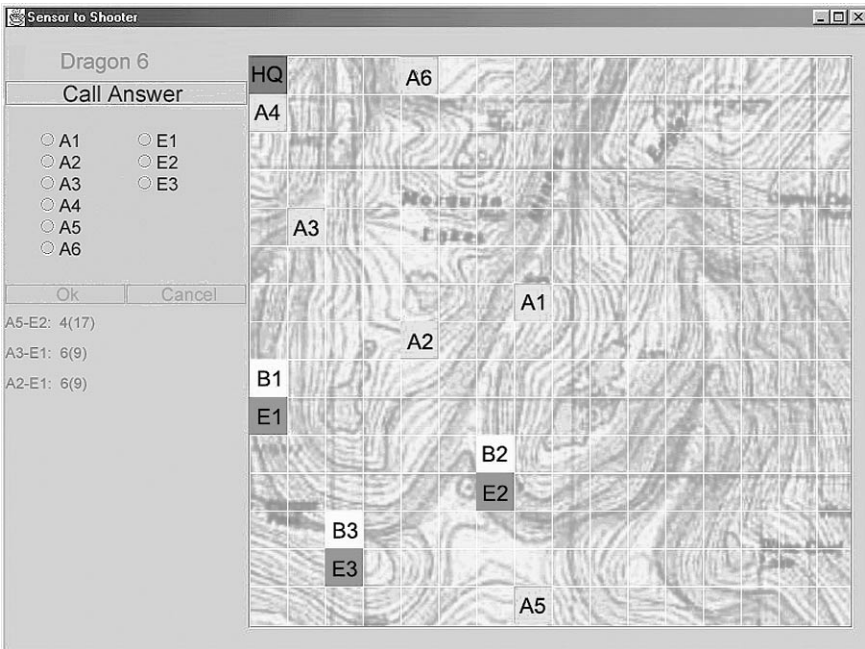 Sensor to Shooter
Dragon 6
Call Answer
A1 E1
A2 E2
A3 E3
A4
A5
A6
Ok Cancel
A5-E2: 4(17)
A3-E1: 6(9)
A2-E1: 6(9)
HQ A6
A4
A3
Lakes
A1
A2
B1
E1
B2
E2
B3
E3
A5